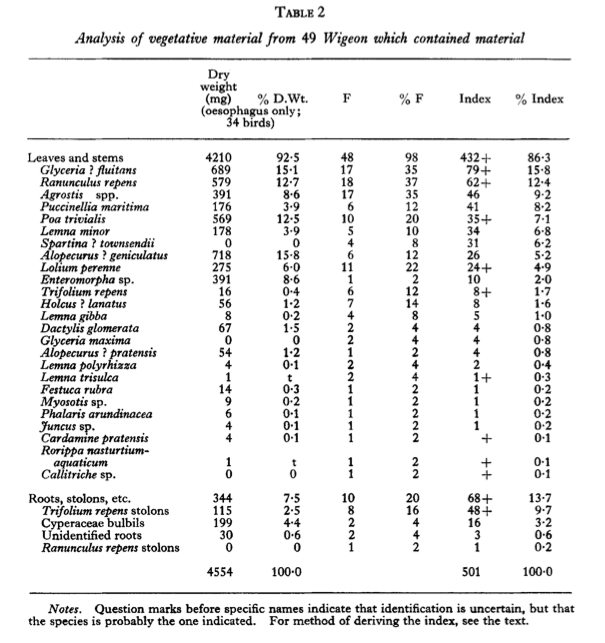 TABLE 2
Analysis of vegetative material from 49 Wigeon which contained material
Dry
weight
(mg) % D.Wt. F % F Index % Index
(oesophagus only;
34 birds)
Leaves and stems 4210 92·5 48 98 432+ 86·3
Glyceria ? fluitans 689 15·1 17 35 79+ 15·8
Ranunculus repens 579 12·7 18 37 62+ 12·4
Agrostis spp. 391 8·6 17 35 46 9·2
Puccinellia maritima 176 3·9 6 12 41 8·2
Poa trivialis 569 12·5 10 20 35+ 7·1
Lemna minor 178 3·9 5 10 34 6·8
Spartina ? townsendii 0 0 4 8 31 6·2
Alopecurus ? geniculatus 718 15·8 6 12 26 5·2
Lolium perenne 275 6·0 11 22 24+ 4·9
Enteromorpha sp. 391 8·6 1 2 10 2·0
Trifolium repens 16 0·4 6 12 8+ 1·7
Holcus ? lanatus 56 1·2 7 14 8 1·6
Lemna gibba 8 0·2 4 8 5 1·0
Dactylis glomerata 67 1·5 2 4 4 0·8
Glyceria maxima 0 0 2 4 4 0·8
Alopecurus ? pratensis 54 1·2 1 2 4 0·8
Lemna polyrhizza 4 0·1 2 4 2 0·4
Lemna trisulca 1 t 2 4 1+ 0·3
Festuca rubra 14 0·3 1 2 1 0·2
Myosotis sp. 9 0·2 1 2 1 0·2
Phalaris arundinacea 6 0·1 1 2 1 0·2
Juncus sp. 4 0·1 1 2 1 0·2
Cardamine pratensis 4 0·1 1 2 + 0·1
Rorippa nasturtium-
aquaticum 1 t 1 2 + 0·1
Callitriche sp. 0 0 1 2 + 0·1
Roots, stolons, etc. 344 7·5 10 20 68+ 13·7
Trifolium repens stolons 115 2·5 8 16 48+ 9·7
Cyperaceae bulbils 199 4·4 2 4 16 3·2
Unidentified roots 30 0·6 2 4 3 0·6
Ranunculus repens stolons 0 0 1 2 1 0·2
4554 100·0 501 100·0
Notes. Question marks before specific names indicate that identification is uncertain, but that
the species is probably the one indicated. For method of deriving the index, see the text.